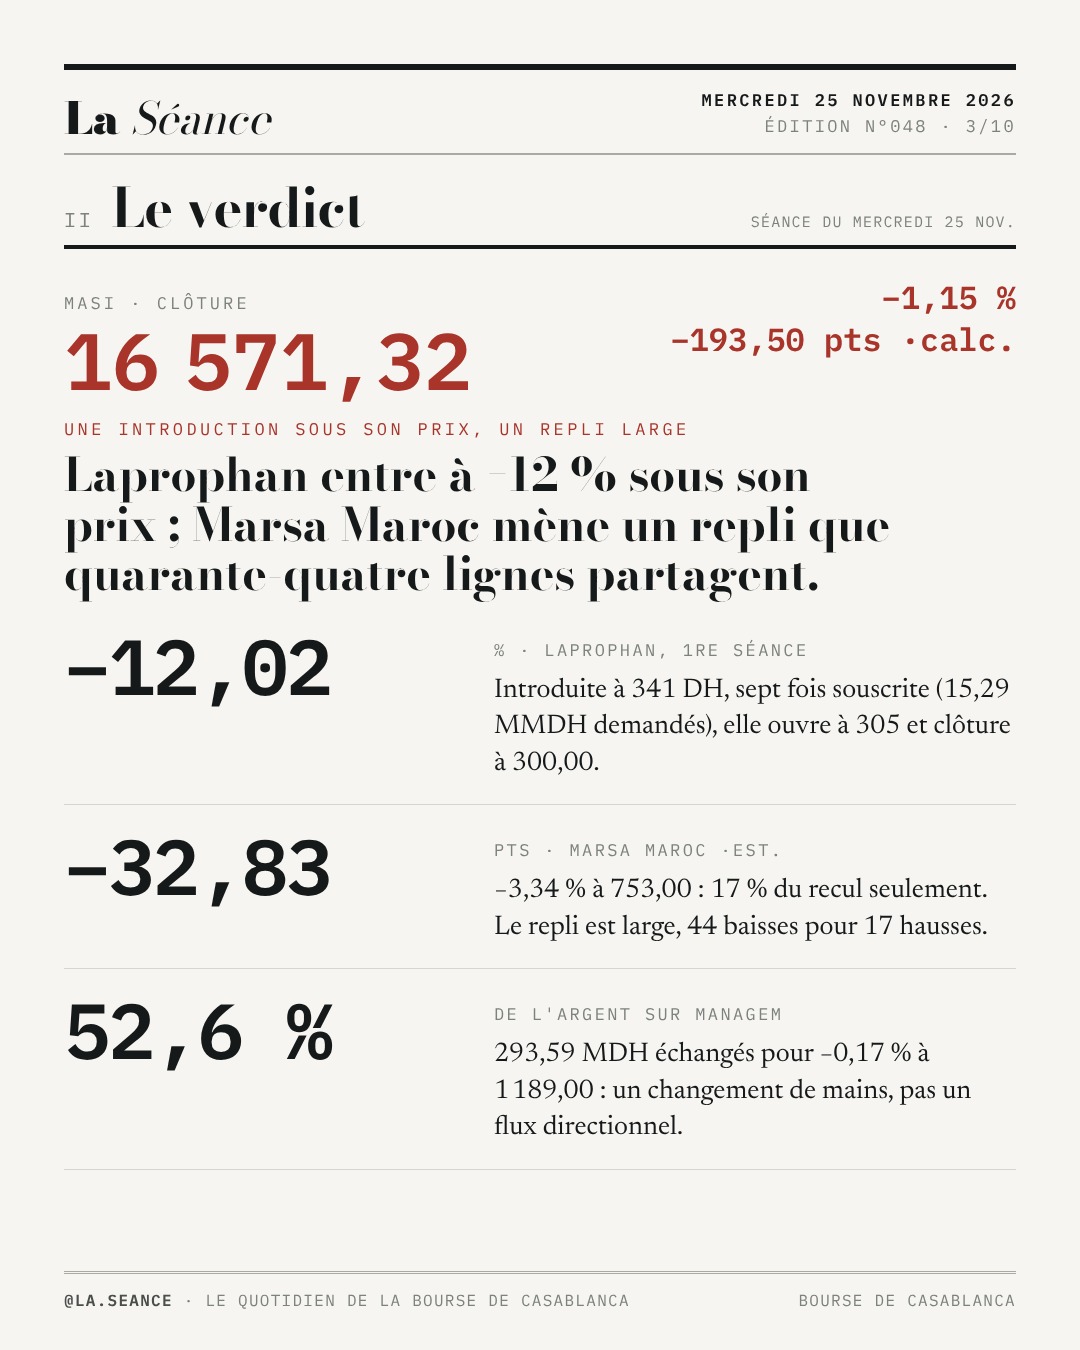 La Séance
MERCREDI 25 NOVEMBRE 2026
ÉDITION N°048 · 3/10
II Le verdict
SÉANCE DU MERCREDI 25 NOV.
MASI · CLÔTURE
16 571,32
−1,15 %
−193,50 pts ·calc.
UNE INTRODUCTION SOUS SON PRIX, UN REPLI LARGE
Laprophan entre à −12 % sous son
prix ; Marsa Maroc mène un repli que
quarante-quatre lignes partagent.
−12,02
% · LAPROPHAN, 1RE SÉANCE
Introduite à 341 DH, sept fois souscrite (15,29
MMDH demandés), elle ouvre à 305 et clôture
à 300,00.
−32,83
PTS · MARSA MAROC ·EST.
−3,34 % à 753,00 : 17 % du recul seulement.
Le repli est large, 44 baisses pour 17 hausses.
52,6 %
DE L'ARGENT SUR MANAGEM
293,59 MDH échangés pour −0,17 % à
1 189,00 : un changement de mains, pas un
flux directionnel.
@LA.SEANCE · LE QUOTIDIEN DE LA BOURSE DE CASABLANCA
BOURSE DE CASABLANCA